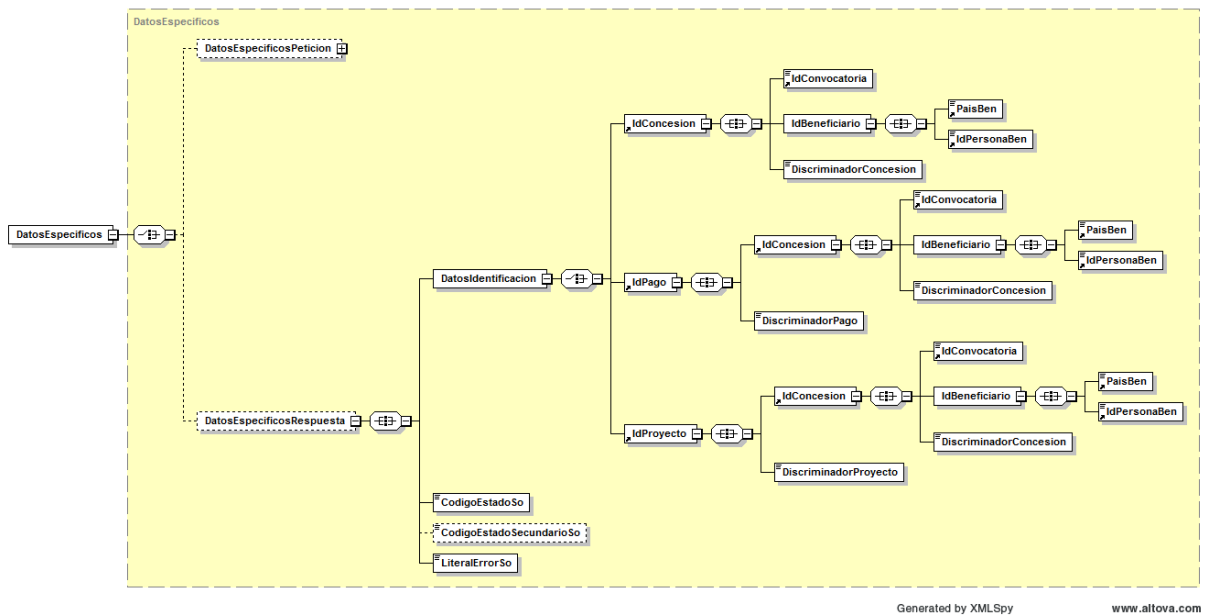 DatosEspecificos
DatosEspecificosPeticion
IdConvocatoria
IdConcesion
IdBeneficiario
PaisBen
IdPersonaBen
DiscriminadorConcesion
IdConvocatoria
DatosEspecificos
IdConcesion
IdBeneficiario
PaisBen
IdPersonaBen
DatosIdentificacion
IdPago
DiscriminadorConcesion
DiscriminadorPago
IdConvocatoria
IdConcesion
IdBeneficiario
PaisBen
IdPersonaBen
DatosEspecificosRespuesta
IdProyecto
DiscriminadorConcesion
DiscriminadorProyecto
CodigoEstadoSo
CodigoEstadoSecundarioSo
LiteralErrorSo
Generated by XMLSpy www.altova.com